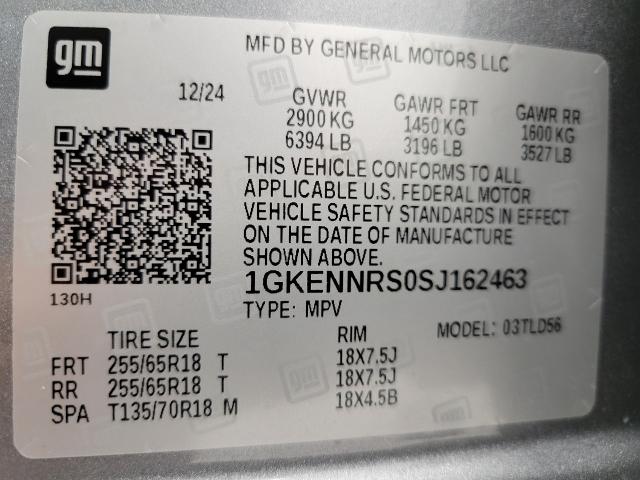 gm
MFD BY GENERAL MOTORS LLC
12/24
GVWR GAWR FRT GAWR RR
2900 KG 1450 KG 1600 KG
6394 LB 3196 LB 3527 LB
THIS VEHICLE CONFORMS TO ALL
APPLICABLE U.S. FEDERAL MOTOR
VEHICLE SAFETY STANDARDS IN EFFECT
ON THE DATE OF MANUFACTURE
SHOWN ABOVE.
130H
1GKENNRS0SJ162463
TYPE: MPV
MODEL: 03TLD56
TIRE SIZE RIM
FRT 255/65R18 T 18X7.5J
RR 255/65R18 T 18X7.5J
SPA T135/70R18 M 18X4.5B